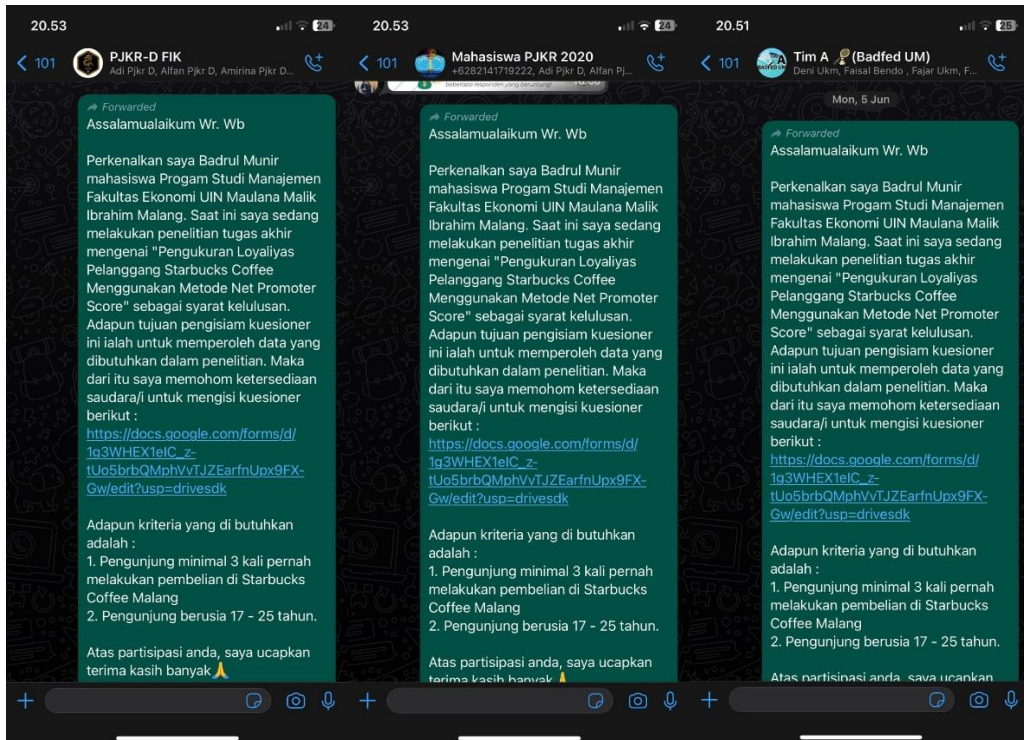 20.53
24
101
PJKR-D FIK
Adi Pjkr D, Alfan Pjkr D, Amirina Pjkr D...
Forwarded
Assalamualaikum Wr. Wb
Perkenalkan saya Badrul Munir
mahasiswa Progam Studi Manajemen
Fakultas Ekonomi UIN Maulana Malik
Ibrahim Malang. Saat ini saya sedang
melakukan penelitian tugas akhir
mengenai "Pengukuran Loyaliyas
Pelanggang Starbucks Coffee
Menggunakan Metode Net Promoter
Score" sebagai syarat kelulusan.
Adapun tujuan pengisiam kuesioner
ini ialah untuk memperoleh data yang
dibutuhkan dalam penelitian. Maka
dari itu saya memohom ketersediaan
saudara/i untuk mengisi kuesioner
berikut :
https://docs.google.com/forms/d/
1g3WHEX1eIC_z-
tUo5brbQMphVvTJZEarfnUpx9FX-
Gw/edit?usp=drivesdk
Adapun kriteria yang di butuhkan
adalah :
1. Pengunjung minimal 3 kali pernah
melakukan pembelian di Starbucks
Coffee Malang
2. Pengunjung berusia 17 - 25 tahun.
Atas partisipasi anda, saya ucapkan
terima kasih banyak🙏
20.53
24
101
Mahasiswa PJKR 2020
+6282141719222, Adi Pjkr D, Alfan Pj...
beberapa responden yang beruntung!
Forwarded
Assalamualaikum Wr. Wb
Perkenalkan saya Badrul Munir
mahasiswa Progam Studi Manajemen
Fakultas Ekonomi UIN Maulana Malik
Ibrahim Malang. Saat ini saya sedang
melakukan penelitian tugas akhir
mengenai "Pengukuran Loyaliyas
Pelanggang Starbucks Coffee
Menggunakan Metode Net Promoter
Score" sebagai syarat kelulusan.
Adapun tujuan pengisiam kuesioner
ini ialah untuk memperoleh data yang
dibutuhkan dalam penelitian. Maka
dari itu saya memohom ketersediaan
saudara/i untuk mengisi kuesioner
berikut :
https://docs.google.com/forms/d/
1g3WHEX1eIC_z-
tUo5brbQMphVvTJZEarfnUpx9FX-
Gw/edit?usp=drivesdk
Adapun kriteria yang di butuhkan
adalah :
1. Pengunjung minimal 3 kali pernah
melakukan pembelian di Starbucks
Coffee Malang
2. Pengunjung berusia 17 - 25 tahun.
Atas partisipasi anda, saya ucapkan
terima kasih banyak🙏
20.51
25
101
Tim A 🏸(Badfed UM)
Deni Ukm, Faisal Bendo , Fajar Ukm, F...
Mon, 5 Jun
Forwarded
Assalamualaikum Wr. Wb
Perkenalkan saya Badrul Munir
mahasiswa Progam Studi Manajemen
Fakultas Ekonomi UIN Maulana Malik
Ibrahim Malang. Saat ini saya sedang
melakukan penelitian tugas akhir
mengenai "Pengukuran Loyaliyas
Pelanggang Starbucks Coffee
Menggunakan Metode Net Promoter
Score" sebagai syarat kelulusan.
Adapun tujuan pengisiam kuesioner
ini ialah untuk memperoleh data yang
dibutuhkan dalam penelitian. Maka
dari itu saya memohom ketersediaan
saudara/i untuk mengisi kuesioner
berikut :
https://docs.google.com/forms/d/
1g3WHEX1eIC_z-
tUo5brbQMphVvTJZEarfnUpx9FX-
Gw/edit?usp=drivesdk
Adapun kriteria yang di butuhkan
adalah :
1. Pengunjung minimal 3 kali pernah
melakukan pembelian di Starbucks
Coffee Malang
2. Pengunjung berusia 17 - 25 tahun.
Atas partisipasi anda, saya ucapkan